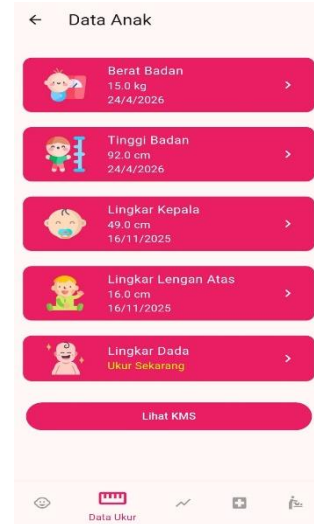 Data Anak
Berat Badan
15.0 kg
24/4/2026
Tinggi Badan
92.0 cm
24/4/2026
Lingkar Kepala
49.0 cm
16/11/2025
Lingkar Lengan Atas
16.0 cm
16/11/2025
Lingkar Dada
Ukur Sekarang
Lihat KMS
Data Ukur